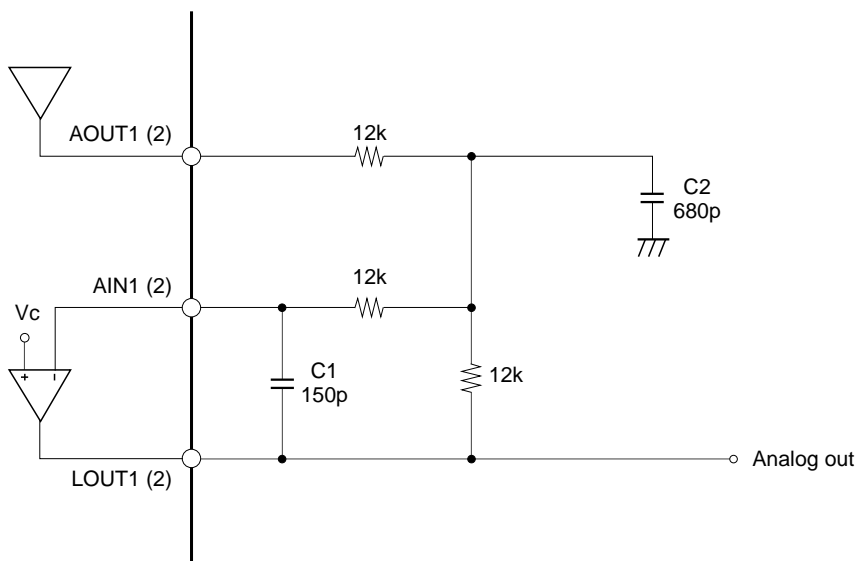 AOUT1 (2)
12k
C2
680p
AIN1 (2)
12k
Vc
+
–
C1
150p
12k
LOUT1 (2)
Analog out